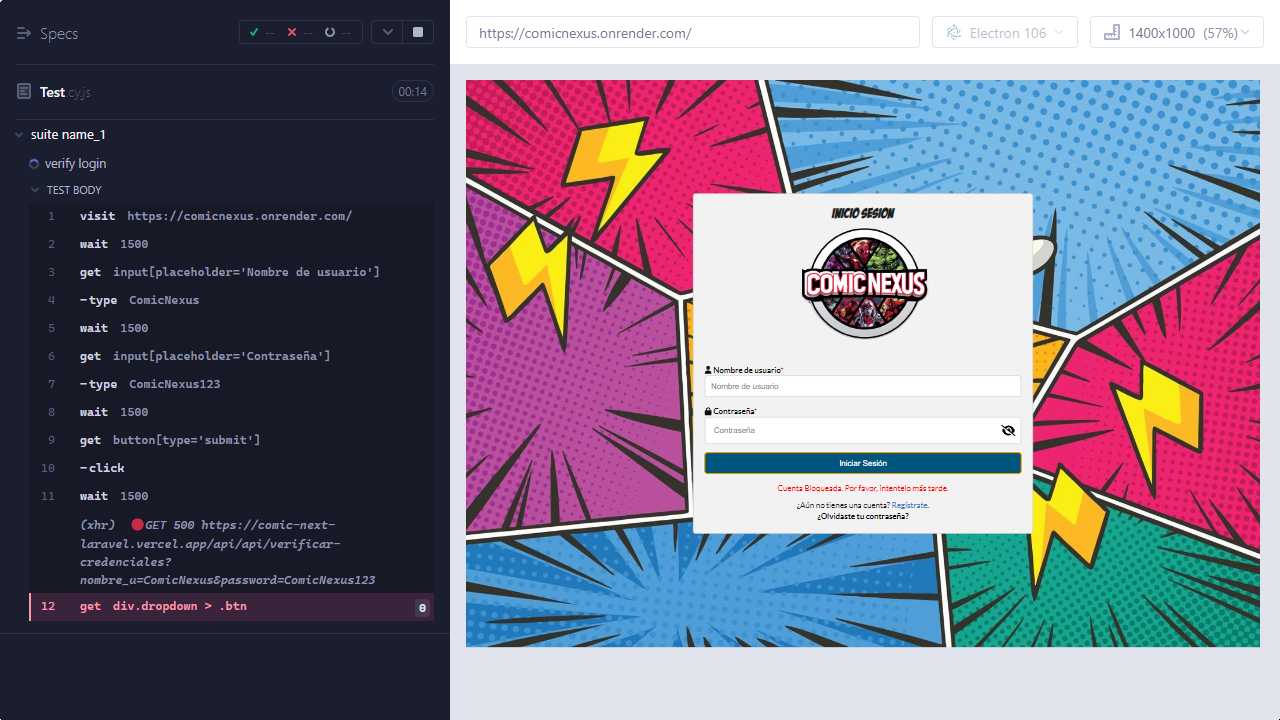 Specs
-- -- --
Test.cy.js
00:14
suite name_1
verify login
TEST BODY
1 visit https://comicnexus.onrender.com/
2 wait 1500
3 get input[placeholder='Nombre de usuario']
4 -type ComicNexus
5 wait 1500
6 get input[placeholder='Contraseña']
7 -type ComicNexus123
8 wait 1500
9 get button[type='submit']
10 -click
11 wait 1500
(xhr) GET 500 https://comic-next-
laravel.vercel.app/api/api/verificar-
credenciales?
nombre_u=ComicNexus&password=ComicNexus123
12 get div.dropdown > .btn 0
https://comicnexus.onrender.com/
Electron 106
1400x1000 (57%)
INICIO SESION
COMIC NEXUS
Nombre de usuario*
Nombre de usuario
Contraseña*
Contraseña
Iniciar Sesión
Cuenta Bloqueada. Por favor, intentelo más tarde.
¿Aún no tienes una cuenta? Regístrate.
¿Olvidaste tu contraseña?